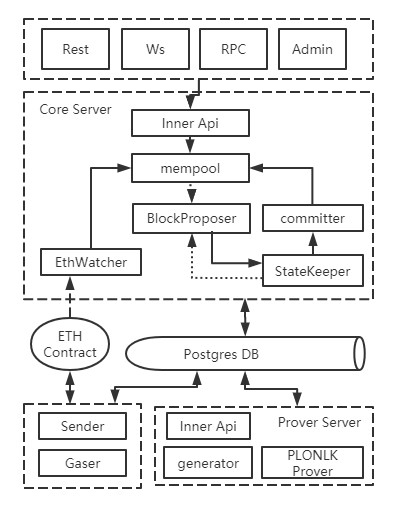 Rest
Ws
RPC
Admin
Core Server
Inner Api
mempool
BlockProposer
committer
EthWatcher
StateKeeper
ETH
Contract
Postgres DB
Sender
Gaser
Inner Api
Prover Server
generator
PLONLK
Prover